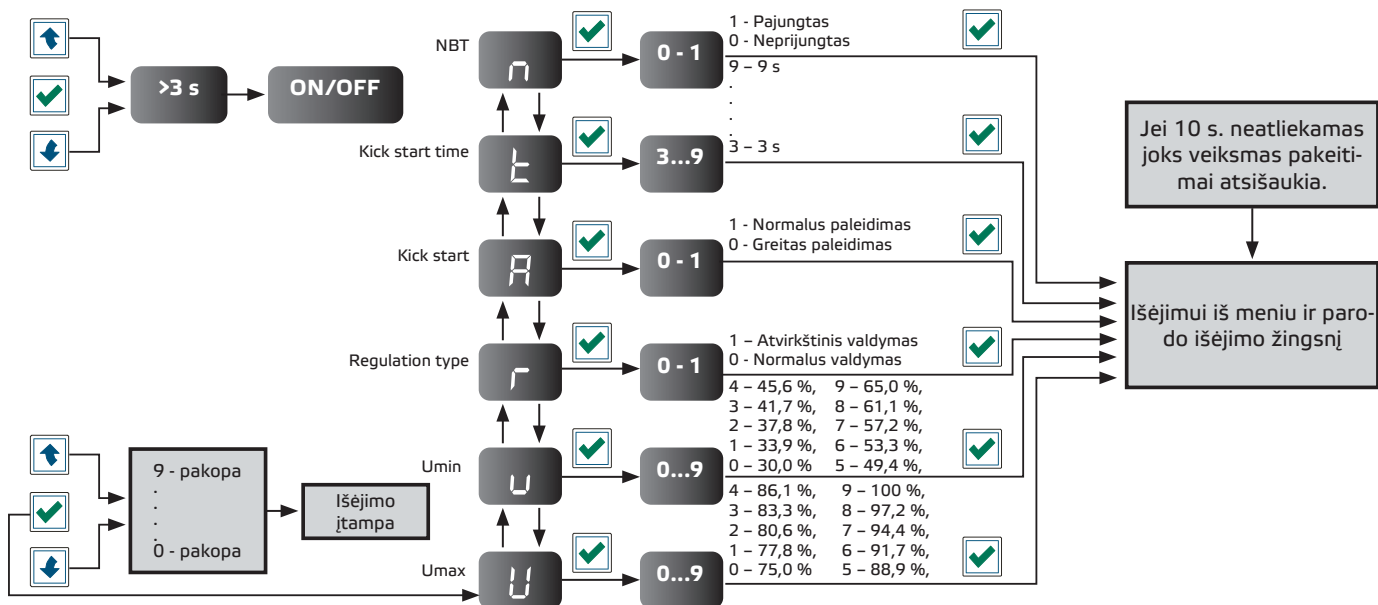 >3 s
ON/OFF
NBT
n
0 - 1
1 - Pajungtas
0 - Neprijungtas
9 – 9 s
.
.
.
.
3 – 3 s
Kick start time
t
3...9
Kick start
A
0 - 1
1 - Normalus paleidimas
0 - Greitas paleidimas
Regulation type
r
0 - 1
1 – Atvirkštinis valdymas
0 - Normalus valdymas
Umin
u
0...9
4 – 45,6 %, 9 – 65,0 %,
3 – 41,7 %, 8 – 61,1 %,
2 – 37,8 %, 7 – 57,2 %,
1 – 33,9 %, 6 – 53,3 %,
0 – 30,0 % 5 – 49,4 %,
Umax
U
0...9
4 – 86,1 %, 9 – 100 %,
3 – 83,3 %, 8 – 97,2 %,
2 – 80,6 %, 7 – 94,4 %,
1 – 77,8 %, 6 – 91,7 %,
0 – 75,0 % 5 – 88,9 %,
9 - pakopa
.
.
.
.
0 - pakopa
Išėjimo
įtampa
Jei 10 s. neatliekamas
joks veiksmas pakeiti-
mai atsišaukia.
Išėjimui iš meniu ir paro-
do išėjimo žingsnį